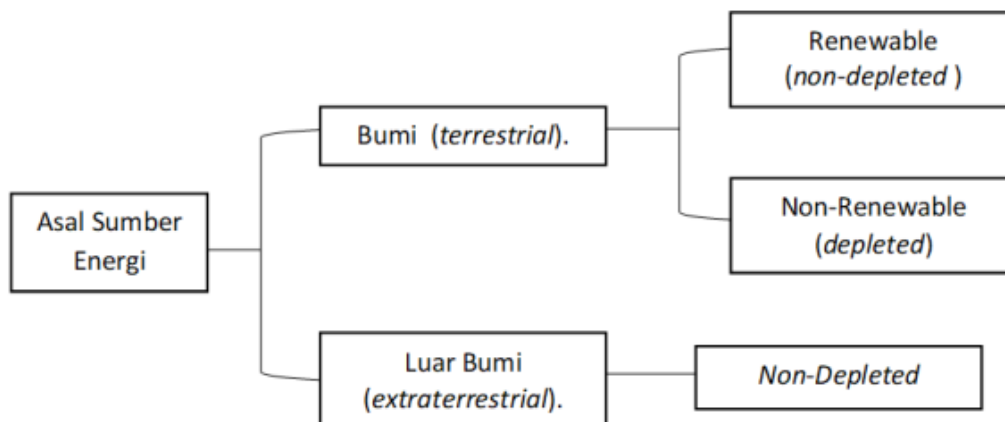 Asal Sumber
Energi
Bumi (terrestrial).
Luar Bumi
(extraterrestrial).
Renewable
(non-depleted )
Non-Renewable
(depleted)
Non-Depleted